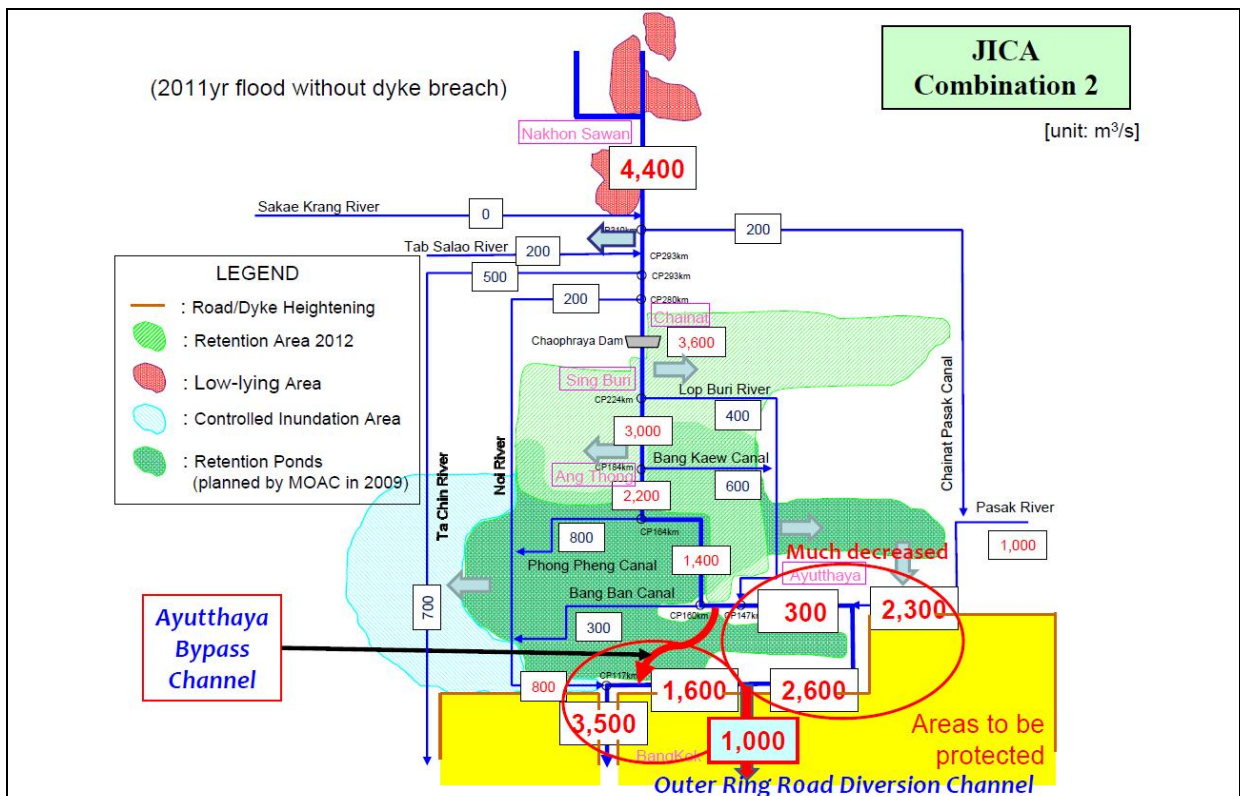 JICA
Combination 2
(2011yr flood without dyke breach)
[unit: m³/s]
Nakhon Sawan
4,400
Sakae Krang River
0
200
Tab Salao River
200
CP293km
500
CP293km
200
CP280km
LEGEND
: Road/Dyke Heightening
: Retention Area 2012
: Low-lying Area
: Controlled Inundation Area
: Retention Ponds
(planned by MOAC in 2009)
Chainat
Chaophraya Dam
3,600
Sing Buri
Lop Buri River
CP224km
400
3,000
Bang Kaew Canal
CP184km
Ang Thong
600
2,200
Ta Chin River
Noi River
Chainat Pasak Canal
Pasak River
1,000
CP164km
800
Phong Pheng Canal
1,400
Much decreased
Ayutthaya
Bang Ban Canal
700
300
CP160km
CP147km
300
2,300
Ayutthaya
Bypass
Channel
800
CP117km
1,600
2,600
3,500
1,000
Areas to be
protected
BangKok
Outer Ring Road Diversion Channel